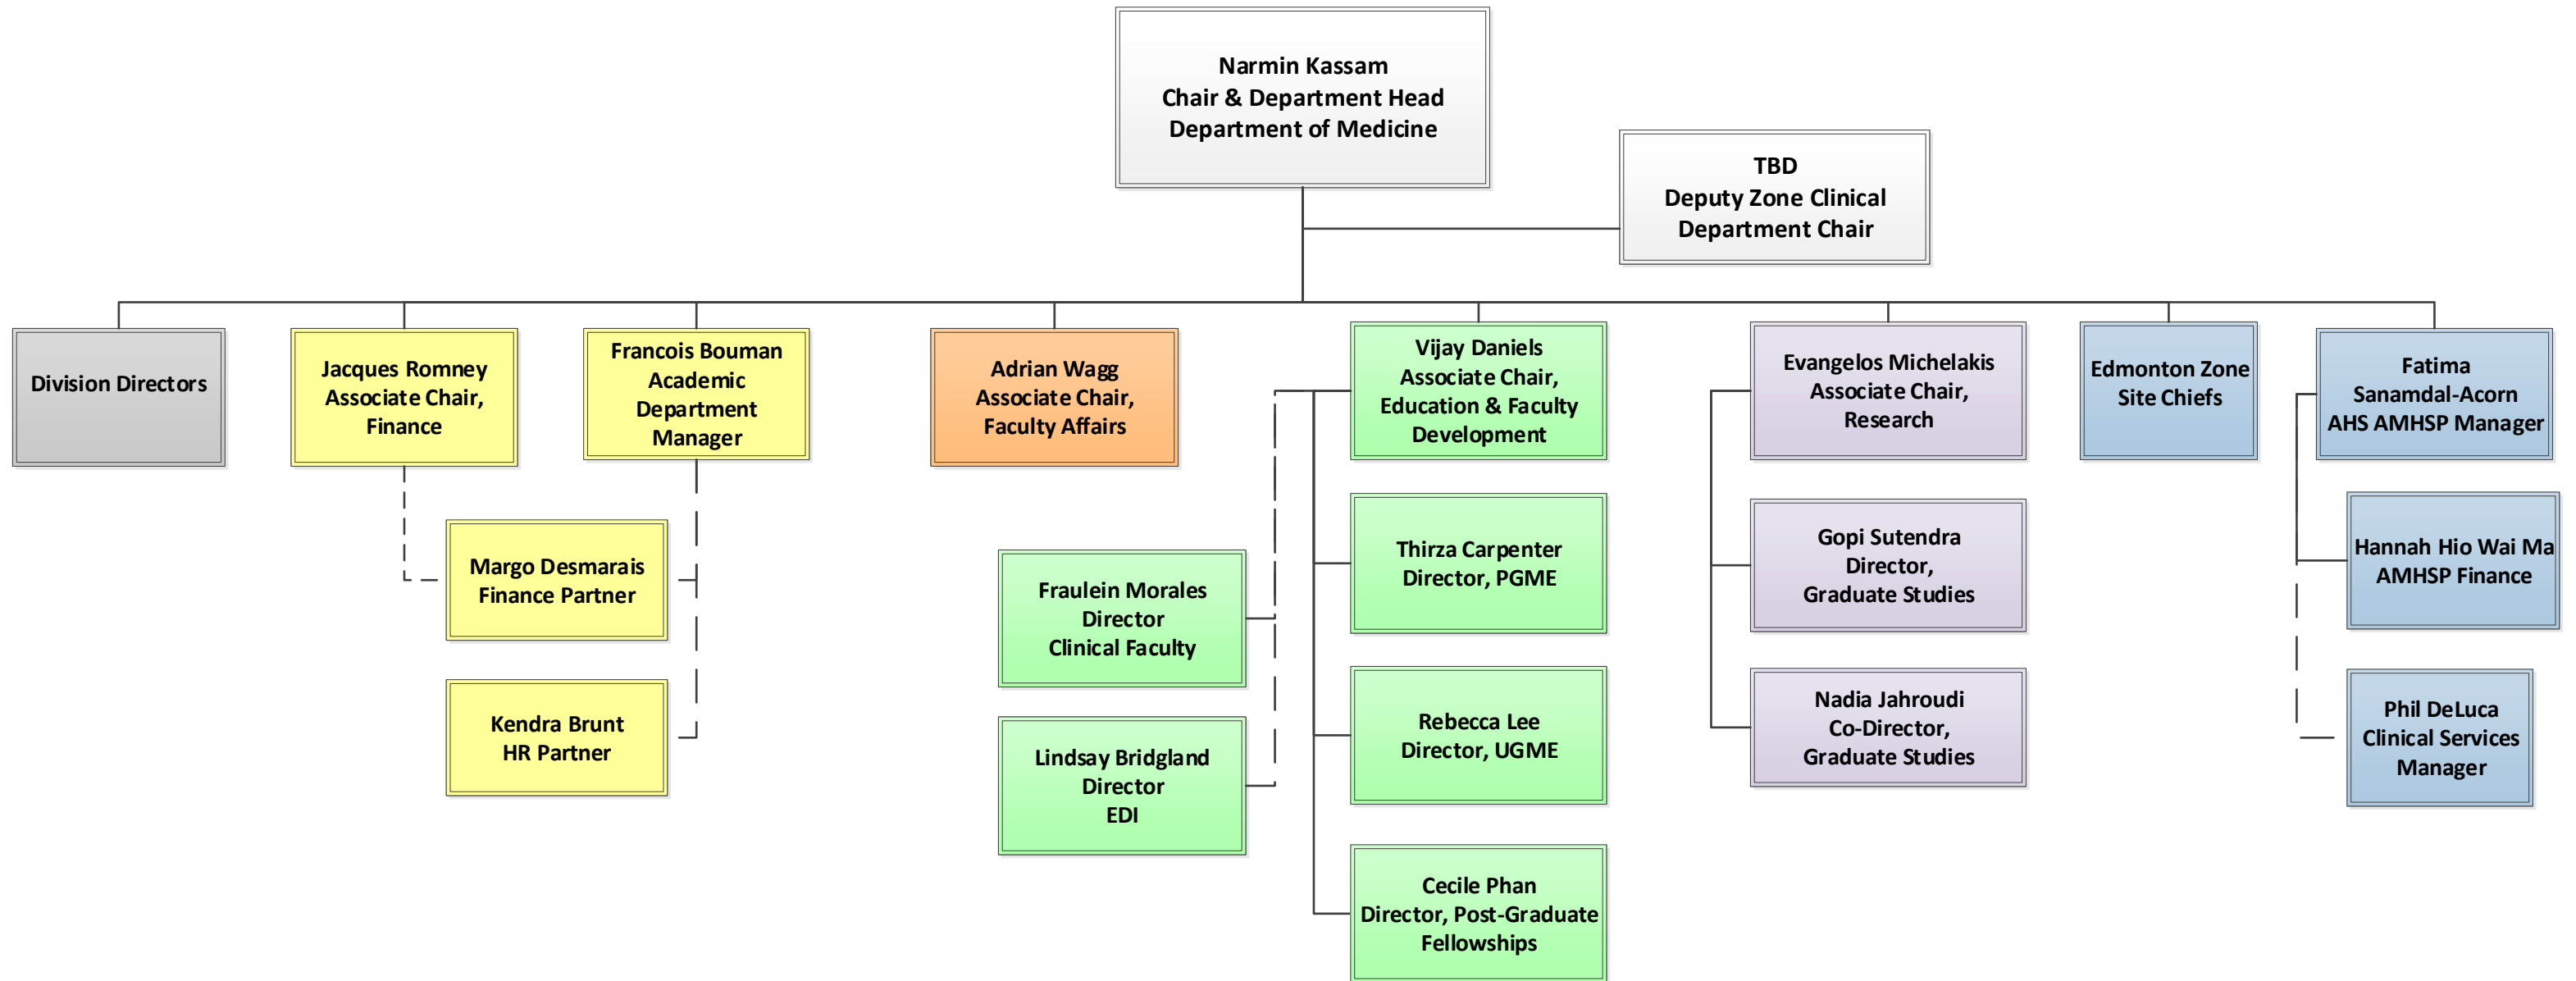 Narmin Kassam
Chair & Department Head
Department of Medicine
TBD
Deputy Zone Clinical
Department Chair
Division Directors
Jacques Romney
Associate Chair,
Finance
Francois Bouman
Academic
Department
Manager
Adrian Wagg
Associate Chair,
Faculty Affairs
Vijay Daniels
Associate Chair,
Education & Faculty
Development
Evangelos Michelakis
Associate Chair,
Research
Edmonton Zone
Site Chiefs
Fatima
Sanamdal-Acorn
AHS AMHSP Manager
Margo Desmarais
Finance Partner
Kendra Brunt
HR Partner
Fraulein Morales
Director
Clinical Faculty
Lindsay Bridgland
Director
EDI
Thirza Carpenter
Director, PGME
Rebecca Lee
Director, UGME
Cecile Phan
Director, Post-Graduate
Fellowships
Gopi Sutendra
Director,
Graduate Studies
Nadia Jahroudi
Co-Director,
Graduate Studies
Hannah Hio Wai Ma
AMHSP Finance
Phil DeLuca
Clinical Services
Manager